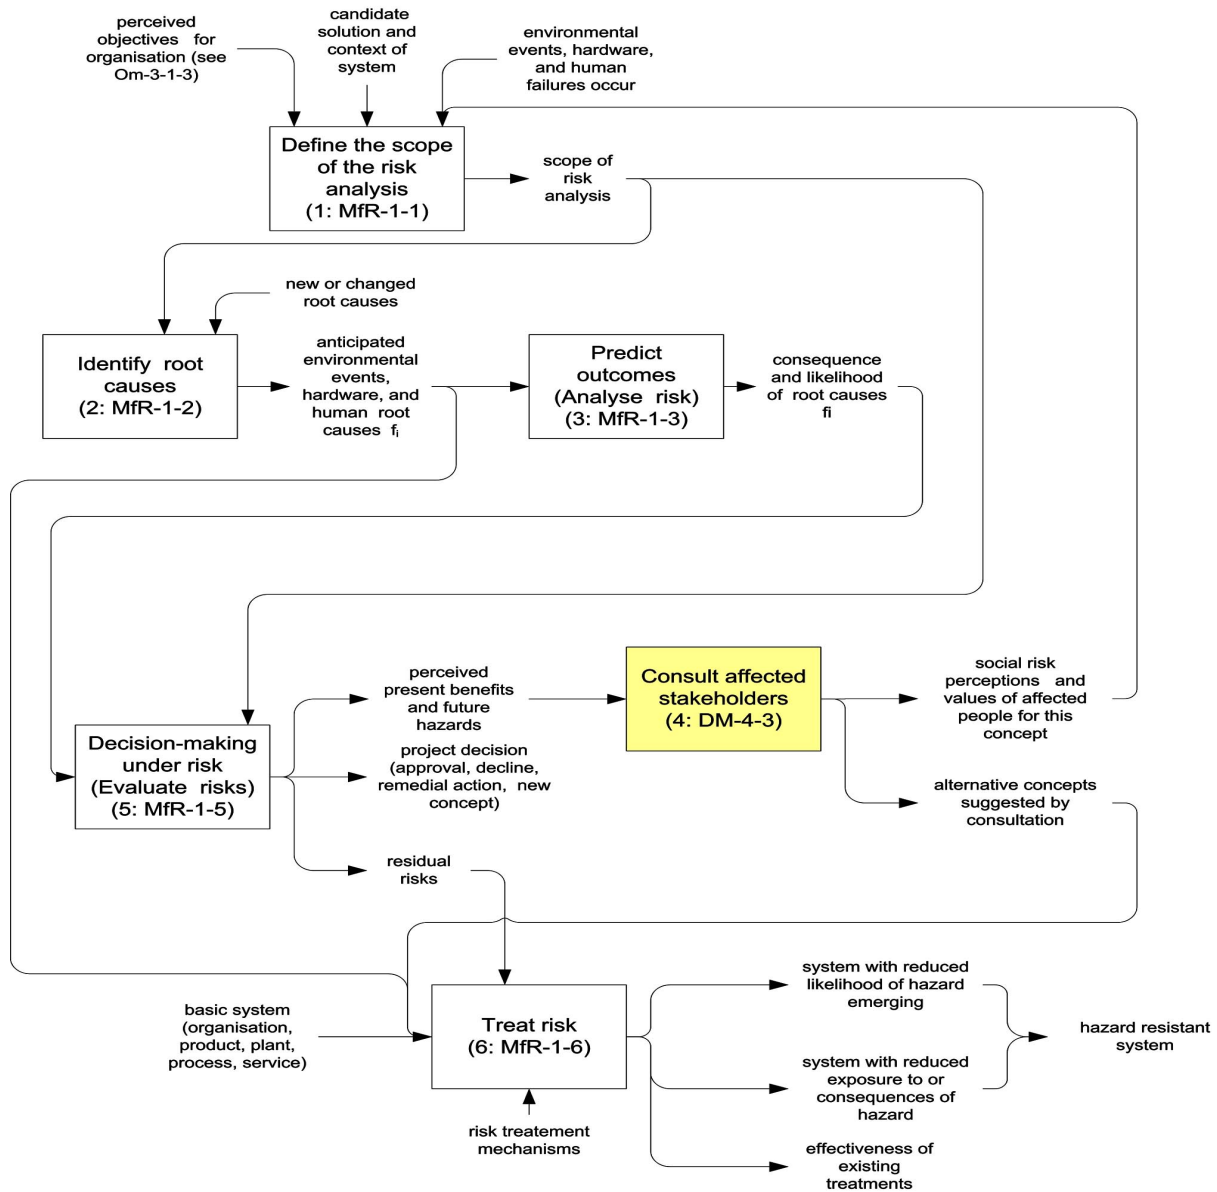 perceived
objectives for
organisation (see
Om-3-1-3)
candidate
solution and
context of
system
environmental
events, hardware,
and human
failures occur
Define the scope
of the risk
analysis
(1: MfR-1-1)
scope of
risk
analysis
new or changed
root causes
Identify root
causes
(2: MfR-1-2)
anticipated
environmental
events,
hardware, and
human root
causes fi
Predict
outcomes
(Analyse risk)
(3: MfR-1-3)
consequence
and likelihood
of root causes
fi
perceived
present benefits
and future
hazards
Consult affected
stakeholders
(4: DM-4-3)
social risk
perceptions and
values of affected
people for this
concept
Decision-making
under risk
(Evaluate risks)
(5: MfR-1-5)
project decision
(approval, decline,
remedial action, new
concept)
alternative concepts
suggested by
consultation
residual
risks
basic system
(organisation,
product, plant,
process, service)
Treat risk
(6: MfR-1-6)
system with reduced
likelihood of hazard
emerging
hazard resistant
system
system with reduced
exposure to or
consequences of
hazard
risk treatement
mechanisms
effectiveness of
existing
treatments